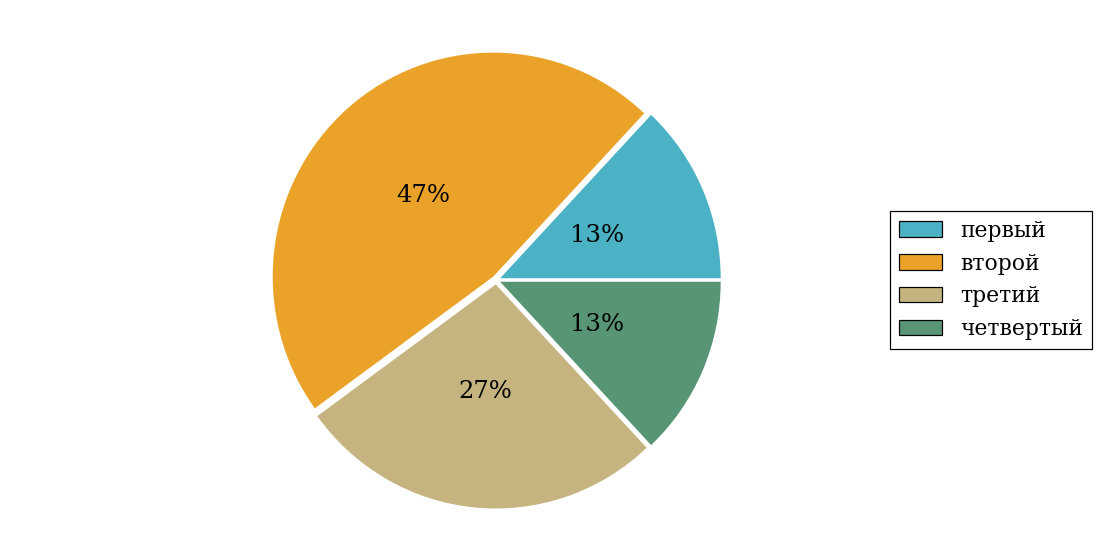 47%
13%
13%
27%
первый
второй
третий
четвертый